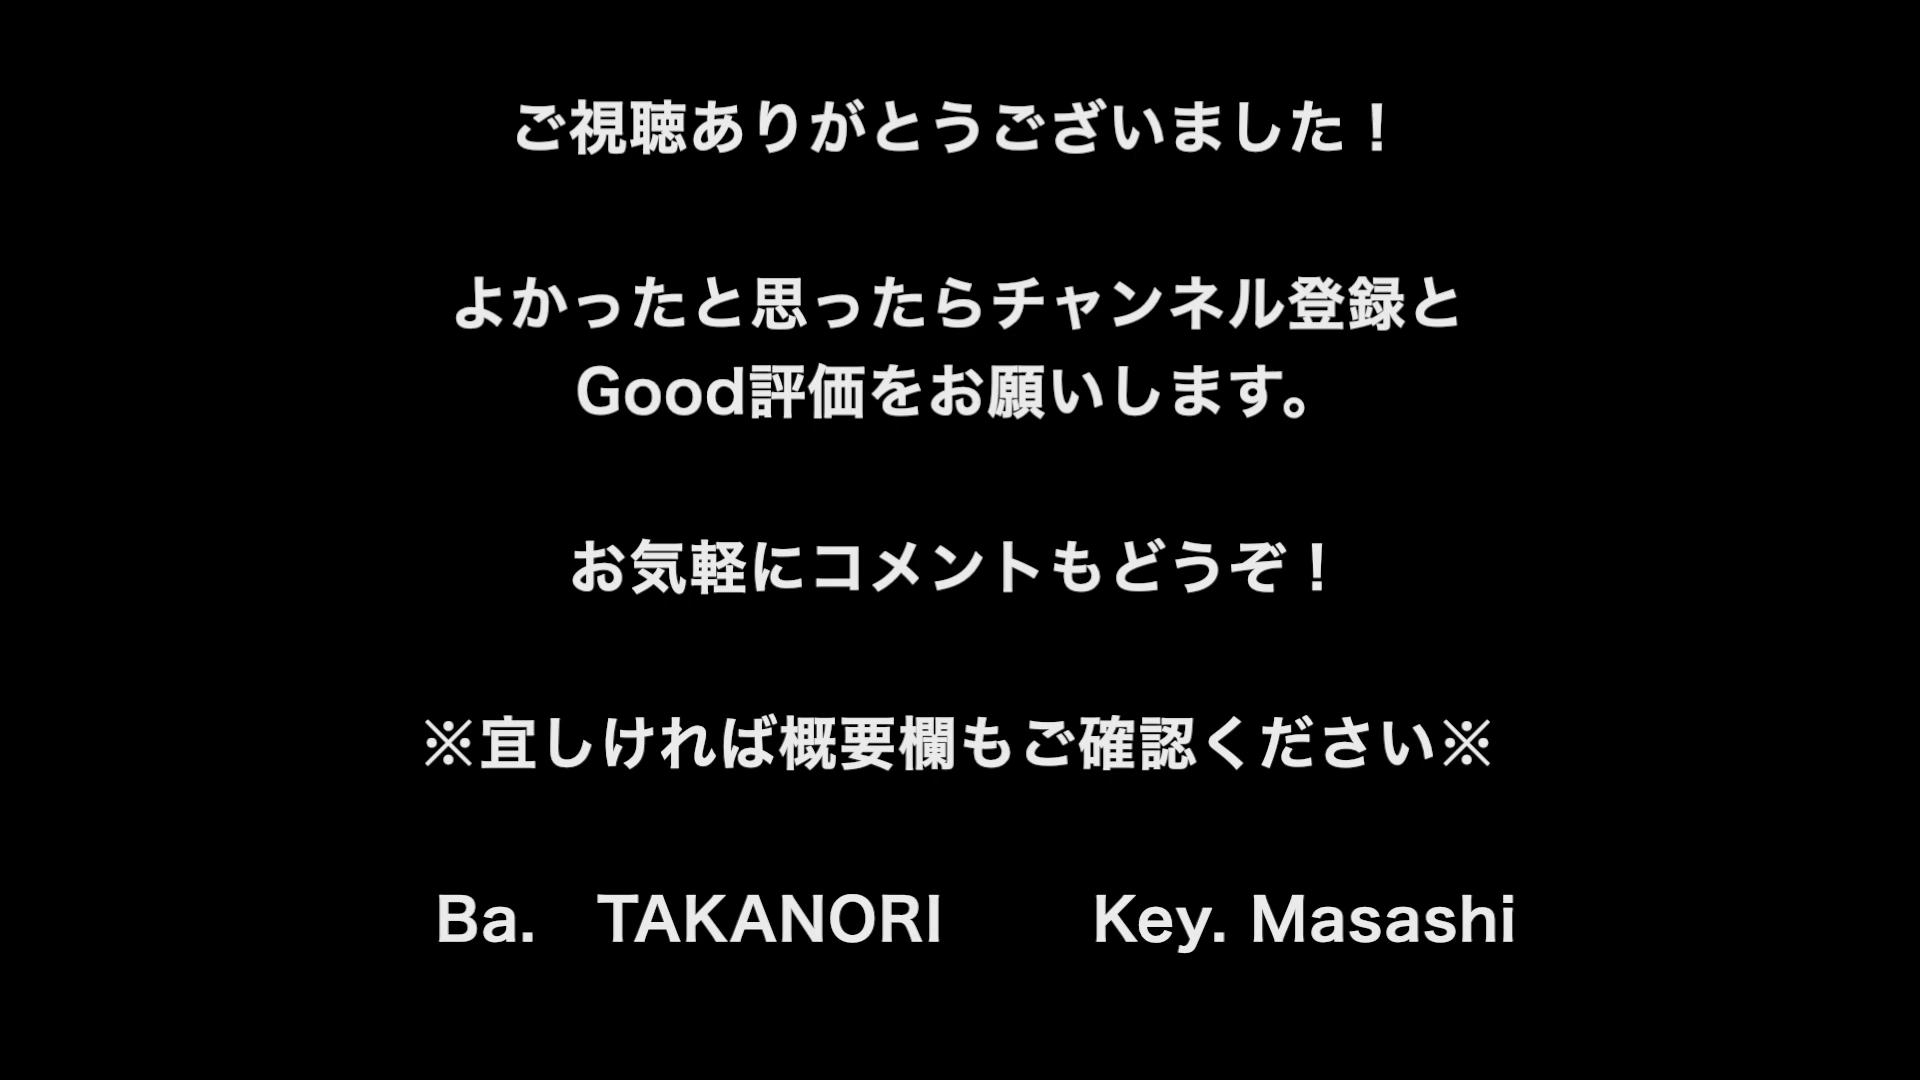 ご視聴ありがとうございました！
よかったと思ったらチャンネル登録と
Good評価をお願いします。
お気軽にコメントもどうぞ！
※宜しければ概要欄もご確認ください※
Ba.　TAKANORI　　Key. Masashi